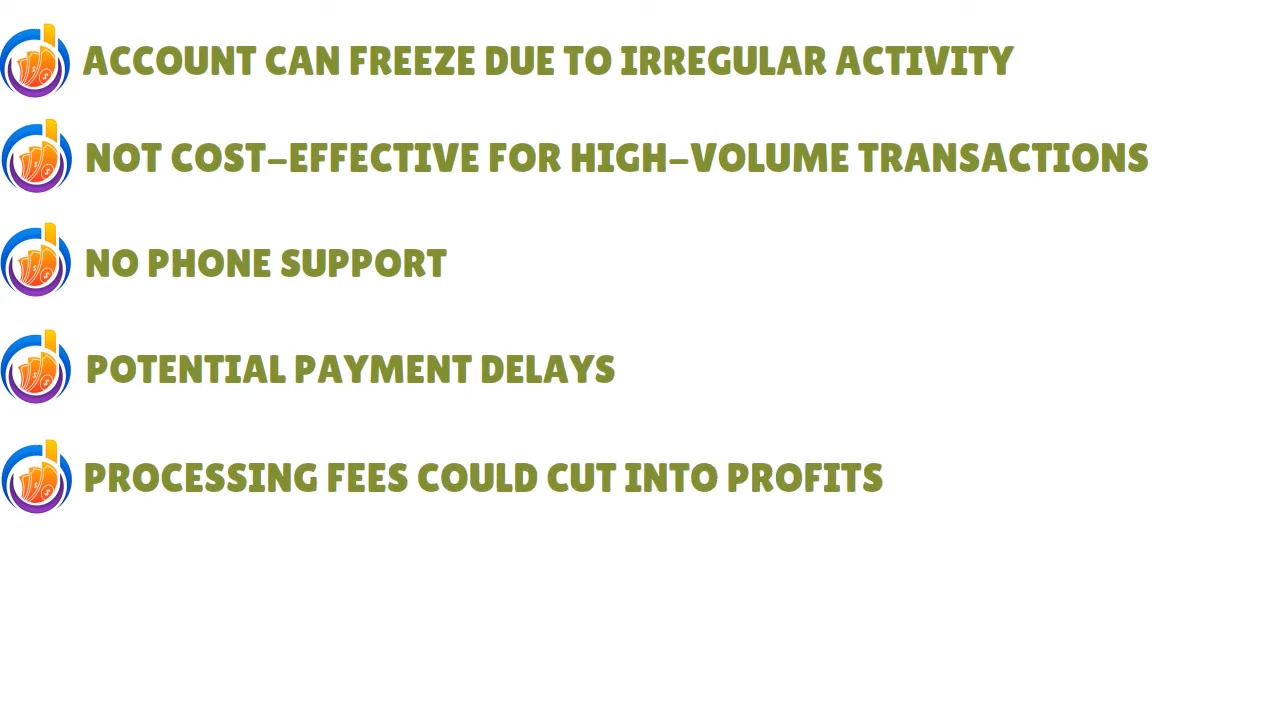 ACCOUNT CAN FREEZE DUE TO IRREGULAR ACTIVITY
NOT COST-EFFECTIVE FOR HIGH-VOLUME TRANSACTIONS
NO PHONE SUPPORT
POTENTIAL PAYMENT DELAYS
PROCESSING FEES COULD CUT INTO PROFITS